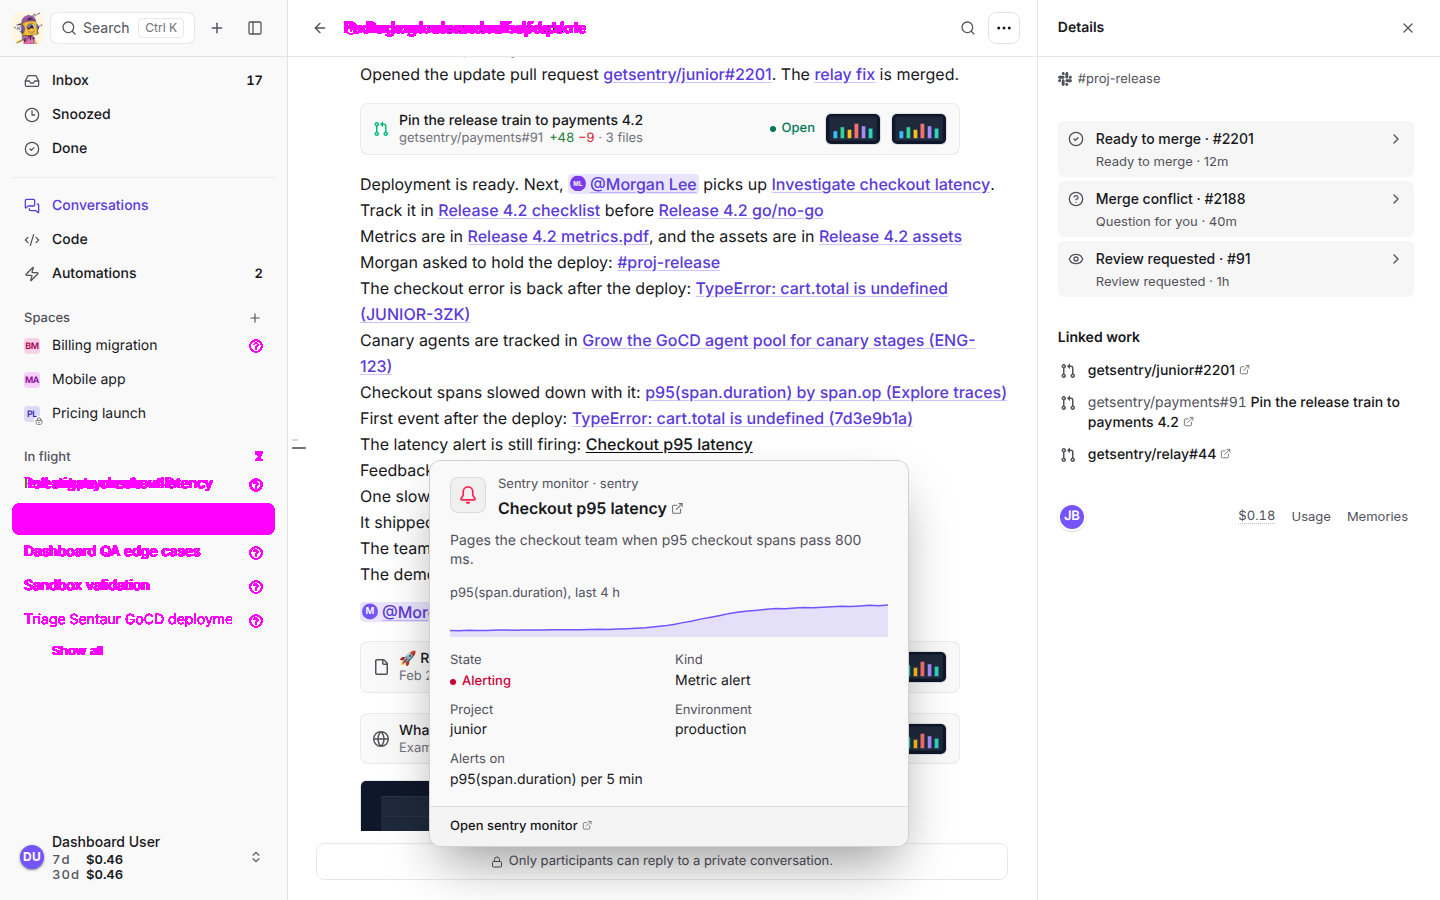 Search Ctrl K
Inbox 17
Snoozed
Done
Conversations
Code
Automations 2
Spaces
BM Billing migration
MA Mobile app
PL Pricing launch
In flight
Dashboard QA edge cases
Sandbox validation
Triage Sentaur GoCD deployme
Show all
DU Dashboard User
7d $0.46
30d $0.46
Opened the update pull request getsentry/junior#2201. The relay fix is merged.
Pin the release train to payments 4.2
getsentry/payments#91 +48 −9 · 3 files
Open
Deployment is ready. Next, ML @Morgan Lee picks up Investigate checkout latency.
Track it in Release 4.2 checklist before Release 4.2 go/no-go
Metrics are in Release 4.2 metrics.pdf, and the assets are in Release 4.2 assets
Morgan asked to hold the deploy: #proj-release
The checkout error is back after the deploy: TypeError: cart.total is undefined
(JUNIOR-3ZK)
Canary agents are tracked in Grow the GoCD agent pool for canary stages (ENG-
123)
Checkout spans slowed down with it: p95(span.duration) by span.op (Explore traces)
First event after the deploy: TypeError: cart.total is undefined (7d3e9b1a)
The latency alert is still firing: Checkout p95 latency
Feedback
One slow
It shipped
The team
The dem
M @Mor
R
Feb 2
Wha
Exam
Sentry monitor · sentry
Checkout p95 latency
Pages the checkout team when p95 checkout spans pass 800
ms.
p95(span.duration), last 4 h
State
Alerting
Kind
Metric alert
Project
junior
Environment
production
Alerts on
p95(span.duration) per 5 min
Open sentry monitor
Only participants can reply to a private conversation.
Details
#proj-release
Ready to merge · #2201
Ready to merge · 12m
Merge conflict · #2188
Question for you · 40m
Review requested · #91
Review requested · 1h
Linked work
getsentry/junior#2201
getsentry/payments#91 Pin the release train to
payments 4.2
getsentry/relay#44
JB $0.18 Usage Memories